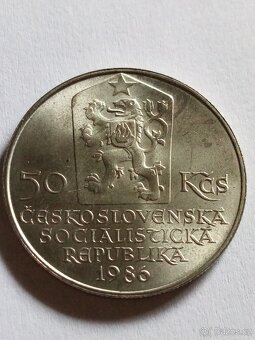 50 Kčs
ČESKOSLOVENSKÁ
SOCIALISTICKÁ
REPUBLIKA
1986